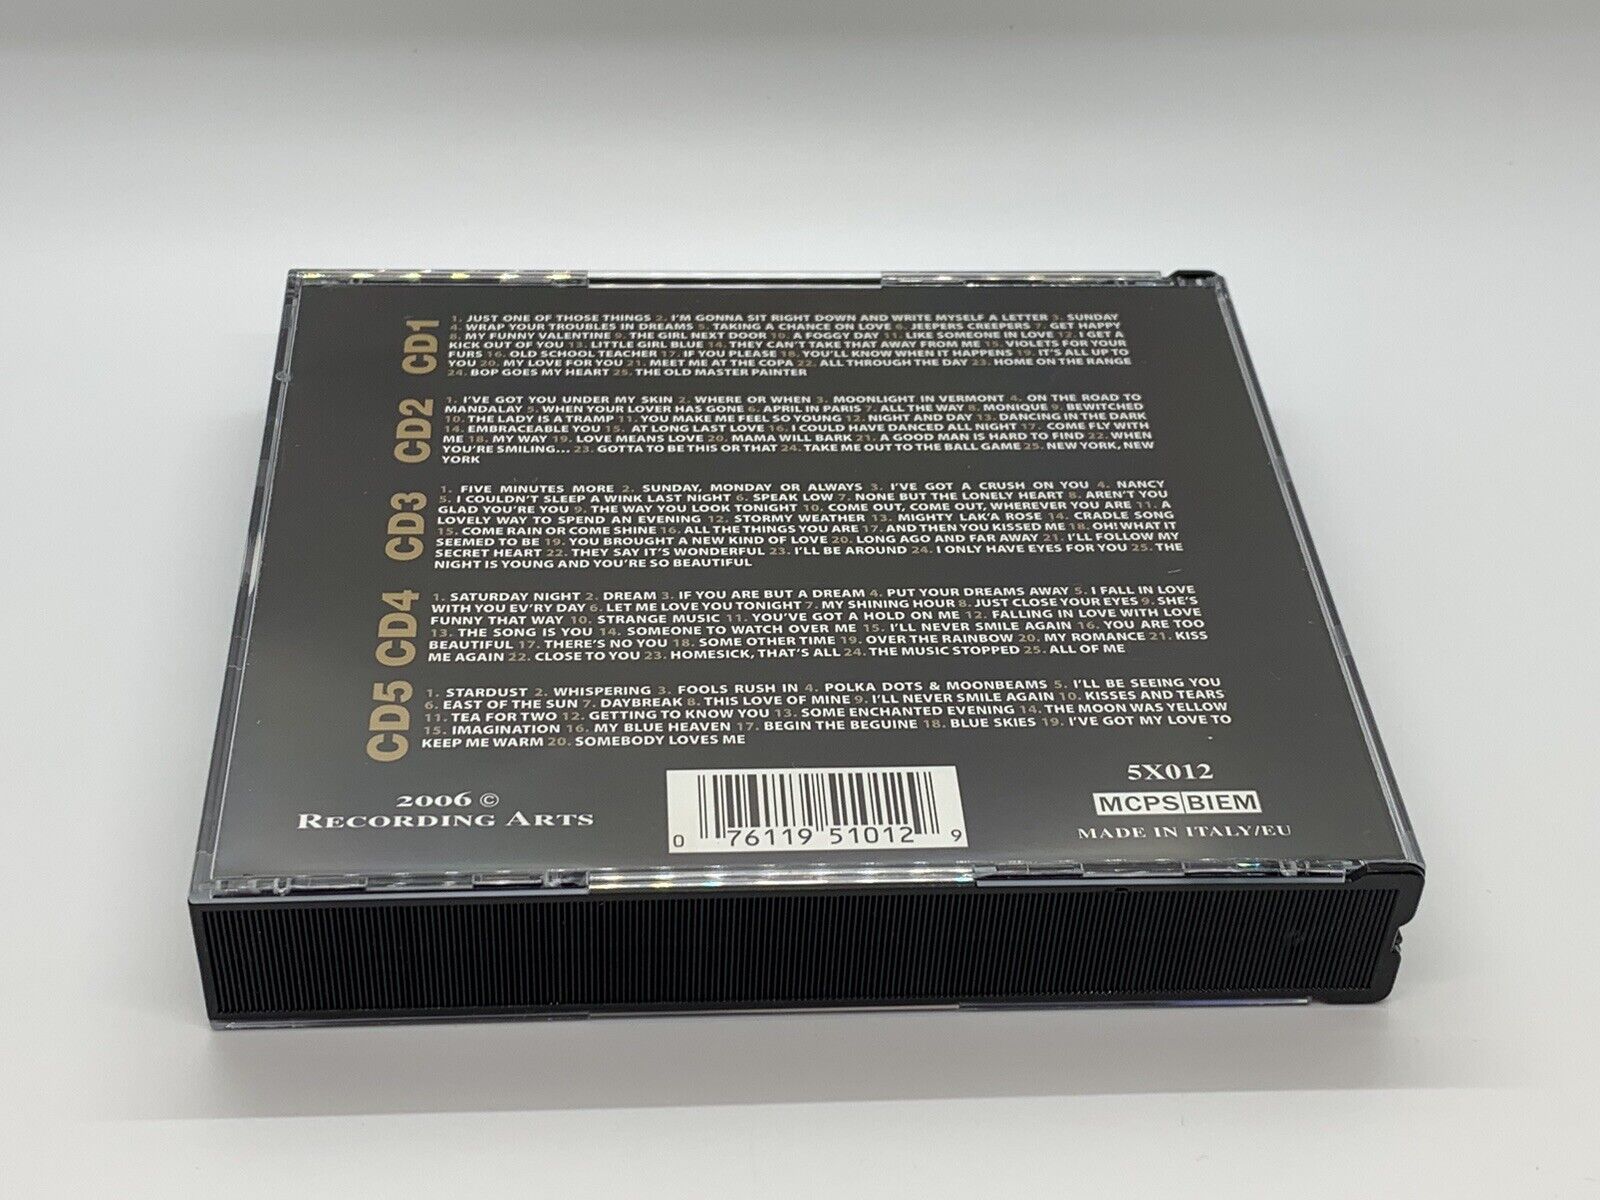 CD1
1. JUST ONE OF THOSE THINGS 2. I'M GONNA SIT RIGHT DOWN AND WRITE MYSELF A LETTER 3. SUNDAY
4. WRAP YOUR TROUBLES IN DREAMS 5. TAKING A CHANCE ON LOVE 6. JEEPERS CREEPERS 7. GET HAPPY
8. MY FUNNY VALENTINE 9. THE GIRL NEXT DOOR 10. A FOGGY DAY 11. LIKE SOMEONE IN LOVE 12. I GET A
KICK OUT OF YOU 13. LITTLE GIRL BLUE 14. THEY CAN'T TAKE THAT AWAY FROM ME 15. VIOLETS FOR YOUR
FURS 16. OLD SCHOOL TEACHER 17. IF YOU PLEASE 18. YOU'LL KNOW WHEN IT HAPPENS 19. IT'S ALL UP TO
YOU 20. MY LOVE FOR YOU 21. MEET ME AT THE COPA 22. ALL THROUGH THE DAY 23. HOME ON THE RANGE
24. BOP GOES MY HEART 25. THE OLD MASTER PAINTER
CD2
1. I'VE GOT YOU UNDER MY SKIN 2. WHERE OR WHEN 3. MOONLIGHT IN VERMONT 4. ON THE ROAD TO
MANDALAY 5. WHEN YOUR LOVER HAS GONE 6. APRIL IN PARIS 7. ALL THE WAY 8. MONIQUE 9. BEWITCHED
10. THE LADY IS A TRAMP 11. YOU MAKE ME FEEL SO YOUNG 12. NIGHT AND DAY 13. DANCING IN THE DARK
14. EMBRACEABLE YOU 15. AT LONG LAST LOVE 16. I COULD HAVE DANCED ALL NIGHT 17. COME FLY WITH
ME 18. MY WAY 19. LOVE MEANS LOVE 20. MAMA WILL BARK 21. A GOOD MAN IS HARD TO FIND 22. WHEN
YOU'RE SMILING... 23. GOTTA TO BE THIS OR THAT 24. TAKE ME OUT TO THE BALL GAME 25. NEW YORK, NEW
YORK
CD3
1. FIVE MINUTES MORE 2. SUNDAY, MONDAY OR ALWAYS 3. I'VE GOT A CRUSH ON YOU 4. NANCY
5. I COULDN'T SLEEP A WINK LAST NIGHT 6. SPEAK LOW 7. NONE BUT THE LONELY HEART 8. AREN'T YOU
GLAD YOU'RE YOU 9. THE WAY YOU LOOK TONIGHT 10. COME OUT, COME OUT, WHEREVER YOU ARE 11. A
LOVELY WAY TO SPEND AN EVENING 12. STORMY WEATHER 13. MIGHTY LAK'A ROSE 14. CRADLE SONG
15. COME RAIN OR COME SHINE 16. ALL THE THINGS YOU ARE 17. AND THEN YOU KISSED ME 18. OH! WHAT IT
SEEMED TO BE 19. YOU BROUGHT A NEW KIND OF LOVE 20. LONG AGO AND FAR AWAY 21. I'LL FOLLOW MY
SECRET HEART 22. THEY SAY IT'S WONDERFUL 23. I'LL BE AROUND 24. I ONLY HAVE EYES FOR YOU 25. THE
NIGHT IS YOUNG AND YOU'RE SO BEAUTIFUL
CD4
1. SATURDAY NIGHT 2. DREAM 3. IF YOU ARE BUT A DREAM 4. PUT YOUR DREAMS AWAY 5. I FALL IN LOVE
WITH YOU EV'RY DAY 6. LET ME LOVE YOU TONIGHT 7. MY SHINING HOUR 8. JUST CLOSE YOUR EYES 9. SHE'S
FUNNY THAT WAY 10. STRANGE MUSIC 11. YOU'VE GOT A HOLD ON ME 12. FALLING IN LOVE WITH LOVE
13. THE SONG IS YOU 14. SOMEONE TO WATCH OVER ME 15. I'LL NEVER SMILE AGAIN 16. YOU ARE TOO
BEAUTIFUL 17. THERE'S NO YOU 18. SOME OTHER TIME 19. OVER THE RAINBOW 20. MY ROMANCE 21. KISS
ME AGAIN 22. CLOSE TO YOU 23. HOMESICK, THAT'S ALL 24. THE MUSIC STOPPED 25. ALL OF ME
CD5
1. STARDUST 2. WHISPERING 3. FOOLS RUSH IN 4. POLKA DOTS & MOONBEAMS 5. I'LL BE SEEING YOU
6. EAST OF THE SUN 7. DAYBREAK 8. THIS LOVE OF MINE 9. I'LL NEVER SMILE AGAIN 10. KISSES AND TEARS
11. TEA FOR TWO 12. GETTING TO KNOW YOU 13. SOME ENCHANTED EVENING 14. THE MOON WAS YELLOW
15. IMAGINATION 16. MY BLUE HEAVEN 17. BEGIN THE BEGUINE 18. BLUE SKIES 19. I'VE GOT MY LOVE TO
KEEP ME WARM 20. SOMEBODY LOVES ME
2006 ©
RECORDING ARTS
0 76119 51012 9
5X012
MCPS BIEM
MADE IN ITALY/EU